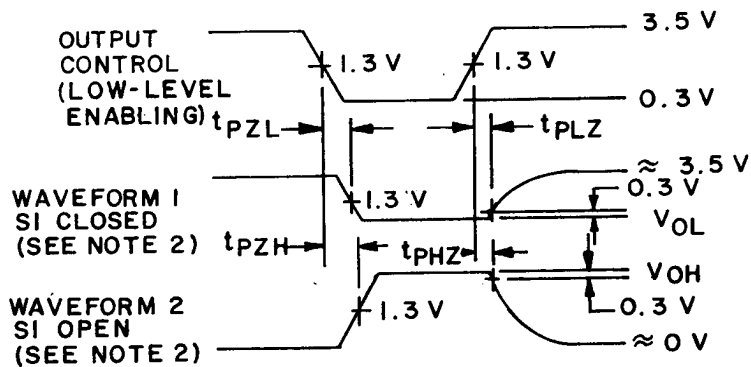 OUTPUT
CONTROL
(LOW-LEVEL
ENABLING)
1.3 V
1.3 V
3.5 V
0.3 V
tPZL
tPLZ
≈ 3.5 V
0.3 V
WAVEFORM 1
SI CLOSED
(SEE NOTE 2)
1.3 V
VOL
tPZH
tPHZ
VOH
WAVEFORM 2
SI OPEN
(SEE NOTE 2)
1.3 V
0.3 V
≈ 0 V